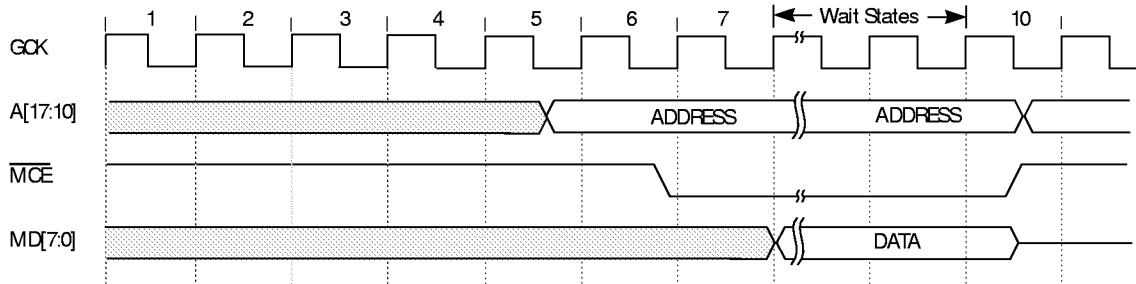 1 2 3 4 5 6 7 Wait States 10
GCK
A[17:10] ADDRESS ADDRESS
MCE
MD[7:0] DATA